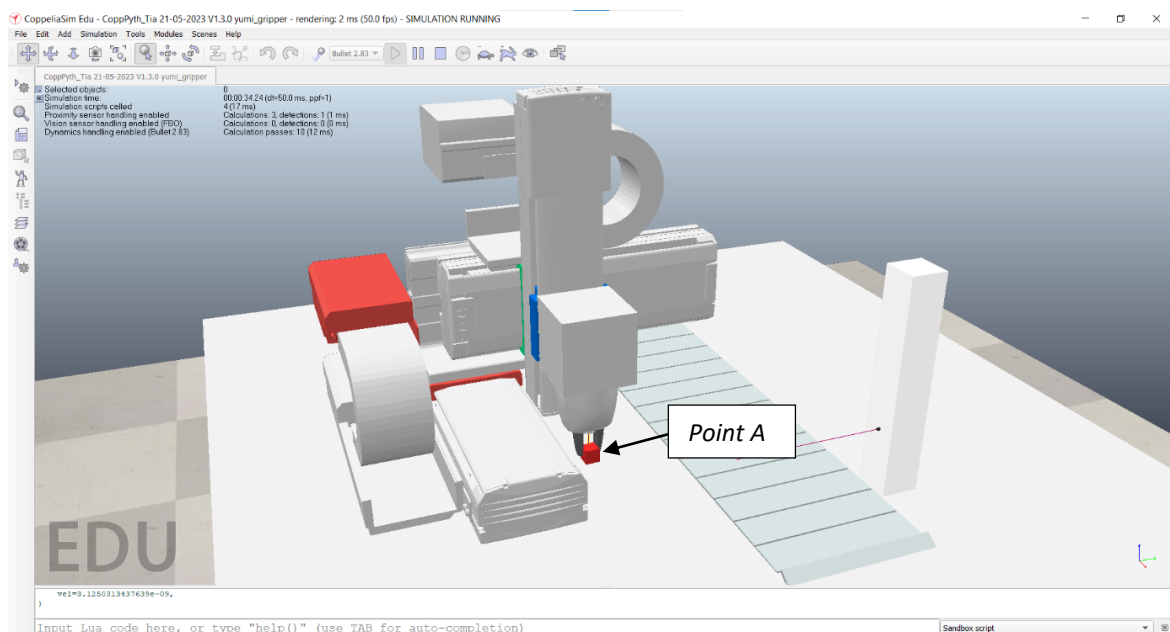 CoppeliaSim Edu - CoppPyth_Tia 21-05-2023 V1.3.0 yumi_gripper - rendering: 2 ms (50.0 fps) - SIMULATION RUNNING
File Edit Add Simulation Tools Modules Scenes Help
Bullet 2.83
CoppPyth_Tia 21-05-2023 V1.3.0 yumi_gripper
Selected objects: 0
Simulation time: 00:00:34.24 (dt=50.0 ms, ppf=1)
Simulation scripts called 4 (17 ms)
Proximity sensor handling enabled Calculations: 3, detections: 1 (1 ms)
Vision sensor handling enabled (FBO) Calculations: 0, detections: 0 (0 ms)
Dynamics handling enabled (Bullet 2.83) Calculation passes: 10 (12 ms)
Point A
EDU
vel=3.1250313437639e-09,
}
Input Lua code here, or type "help()" (use TAB for auto-completion)
Sandbox script